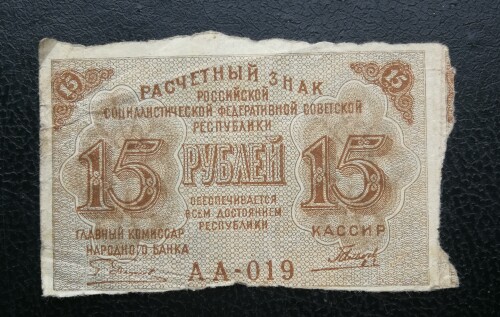 15 15
РАСЧЕТНЫЙ ЗНАК
РОССИЙСКОЙ
СОЦИАЛИСТИЧЕСКОЙ ФЕДЕРАТИВНОЙ СОВЕТСКОЙ
РЕСПУБЛИКИ
15 РУБЛЕЙ 15
ОБЕСПЕЧИВАЕТСЯ
ВСЕМ ДОСТОЯНИЕМ
РЕСПУБЛИКИ
ГЛАВНЫЙ КОМИССАР
НАРОДНОГО БАНКА
КАССИР
АА-019